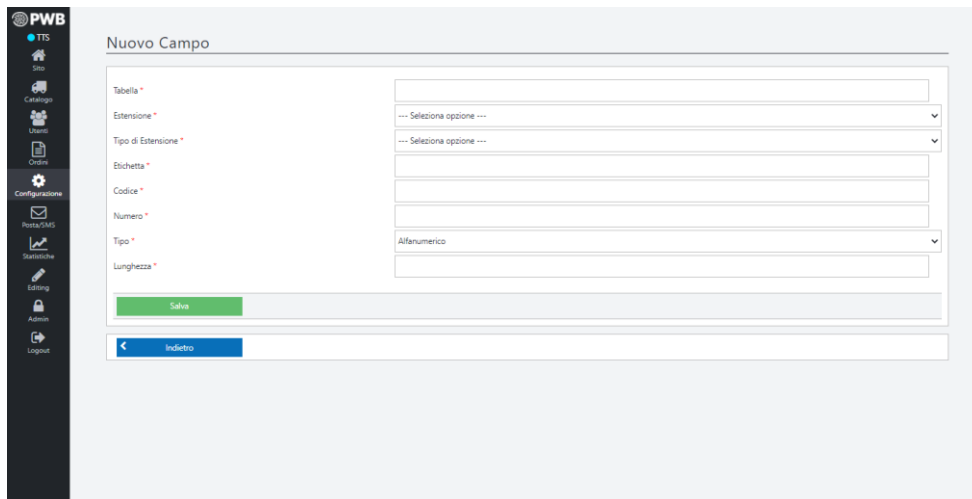 PWB
TTS
Sito
Catalogo
Utenti
Ordini
Configurazione
Posta/SMS
Statistiche
Editing
Admin
Logout
Nuovo Campo
Tabella *
Estensione * --- Seleziona opzione ---
Tipo di Estensione * --- Seleziona opzione ---
Etichetta *
Codice *
Numero *
Tipo * Alfanumerico
Lunghezza *
Salva
Indietro